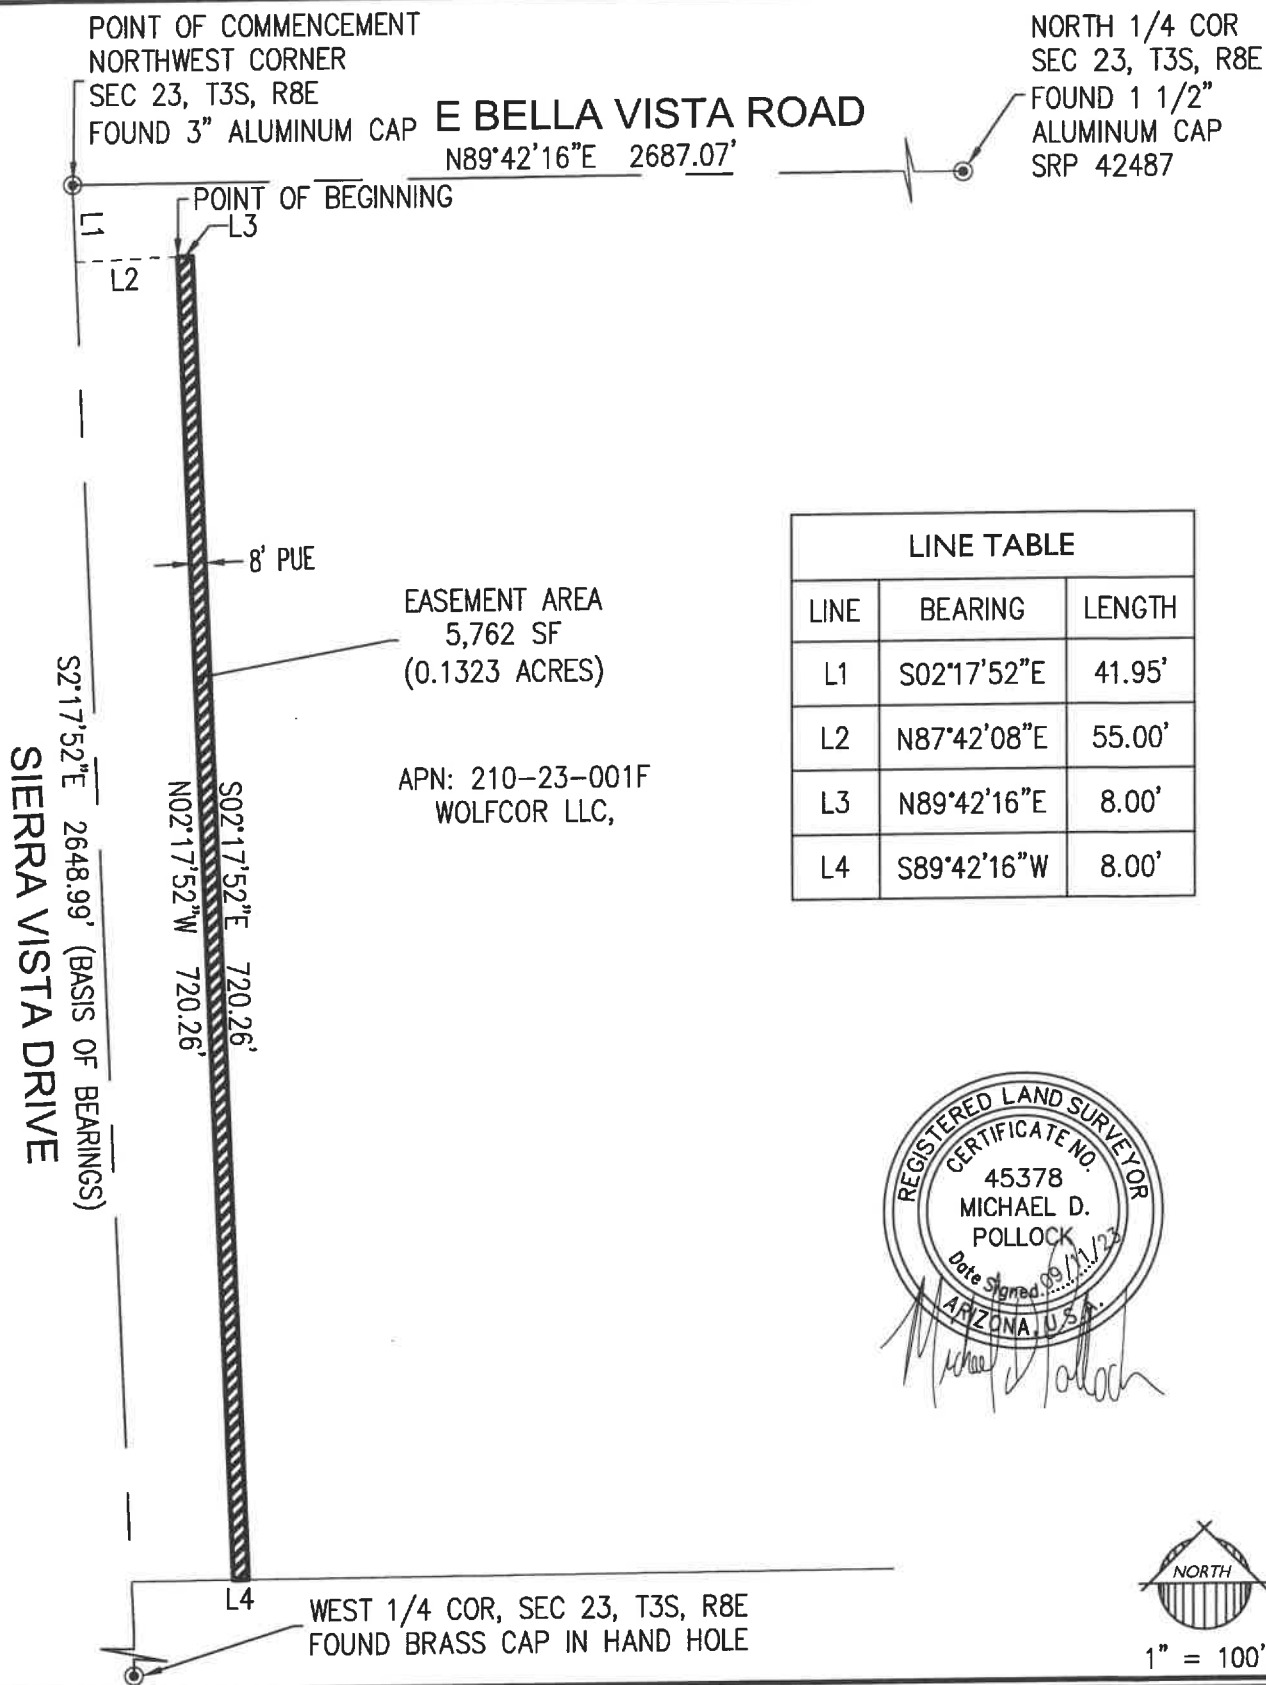 POINT OF COMMENCEMENT
NORTHWEST CORNER
SEC 23, T3S, R8E
FOUND 3" ALUMINUM CAP
E BELLA VISTA ROAD
N89°42'16"E 2687.07'
NORTH 1/4 COR
SEC 23, T3S, R8E
FOUND 1 1/2"
ALUMINUM CAP
SRP 42487
POINT OF BEGINNING
L1
L3
L2
8' PUE
EASEMENT AREA
5,762 SF
(0.1323 ACRES)
APN: 210-23-001F
WOLFCOR LLC,
LINE TABLE
LINE BEARING LENGTH
L1 S02°17'52"E 41.95'
L2 N87°42'08"E 55.00'
L3 N89°42'16"E 8.00'
L4 S89°42'16"W 8.00'
SIERRA VISTA DRIVE
S2°17'52"E 2648.99' (BASIS OF BEARINGS)
N02°17'52"W 720.26'
S02°17'52"E 720.26'
REGISTERED LAND SURVEYOR
CERTIFICATE NO.
45378
MICHAEL D.
POLLOCK
Date Signed 09/11/23
ARIZONA, U.S.A.
Michael D Pollock
L4
WEST 1/4 COR, SEC 23, T3S, R8E
FOUND BRASS CAP IN HAND HOLE
NORTH
1" = 100'